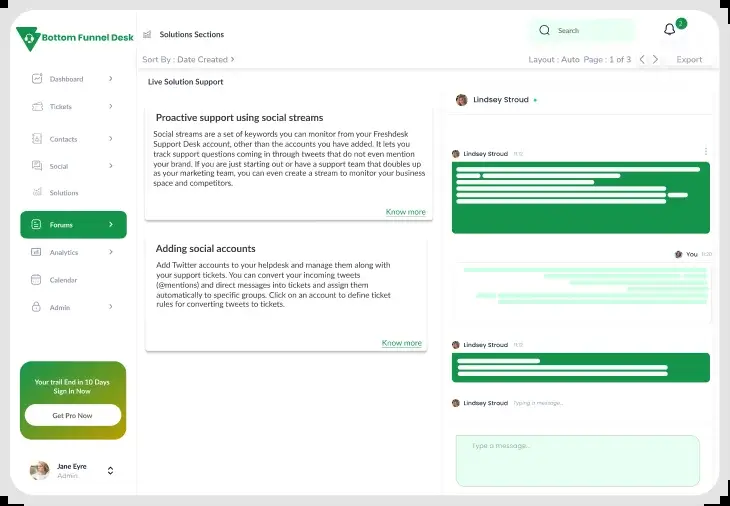 Bottom Funnel Desk
Dashboard
Tickets
Contacts
Social
Solutions
Forums
Analytics
Calendar
Admin
Your trail End in 10 Days
Sign In Now
Get Pro Now
Jane Eyre
Admin
Solutions Sections
Search
2
Sort By : Date Created >
Layout : Auto Page : 1 of 3
Export
Live Solution Support
Proactive support using social streams
Social streams are a set of keywords you can monitor from your Freshdesk
Support Desk account, other than the accounts you have added. It lets you
track support questions coming in through tweets that do not even mention
your brand. If you are just starting out or have a support team that doubles up
as your marketing team, you can even create a stream to monitor your business
space and competitors.
Know more
Adding social accounts
Add Twitter accounts to your helpdesk and manage them along with
your support tickets. You can convert your incoming tweets
(@mentions) and direct messages into tickets and assign them
automatically to specific groups. Click on an account to define ticket
rules for converting tweets to tickets.
Know more
Lindsey Stroud
Lindsey Stroud 11:12
You 11:20
Lindsey Stroud 11:12
Lindsey Stroud Typing a message...
Type a message...